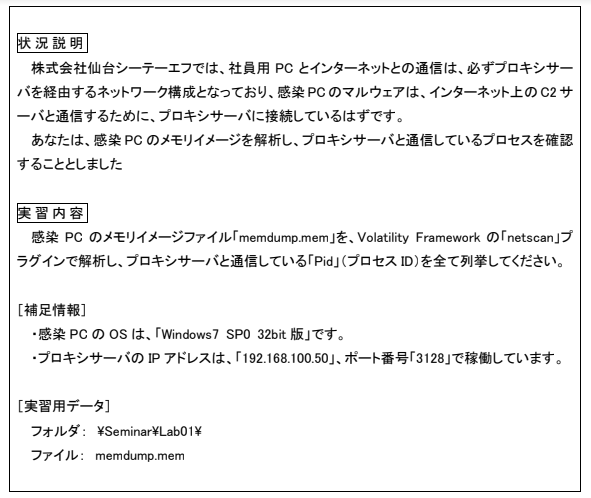 状況説明
株式会社仙台シーテーエフでは、社員用 PC とインターネットとの通信は、必ずプロキシサー
バを経由するネットワーク構成となっており、感染 PC のマルウェアは、インターネット上の C2 サ
ーバと通信するために、プロキシサーバに接続しているはずです。
あなたは、感染 PC のメモリイメージを解析し、プロキシサーバと通信しているプロセスを確認
することとしました
実習内容
感染 PC のメモリイメージファイル「memdump.mem」を、Volatility Framework の「netscan」プ
ラグインで解析し、プロキシサーバと通信している「Pid」（プロセス ID）を全て列挙してください。
［補足情報］
・感染 PC の OS は、「Windows7 SP0 32bit 版」です。
・プロキシサーバの IP アドレスは、「192.168.100.50」、ポート番号「3128」で稼働しています。
［実習用データ］
フォルダ： ¥Seminar¥Lab01¥
ファイル： memdump.mem